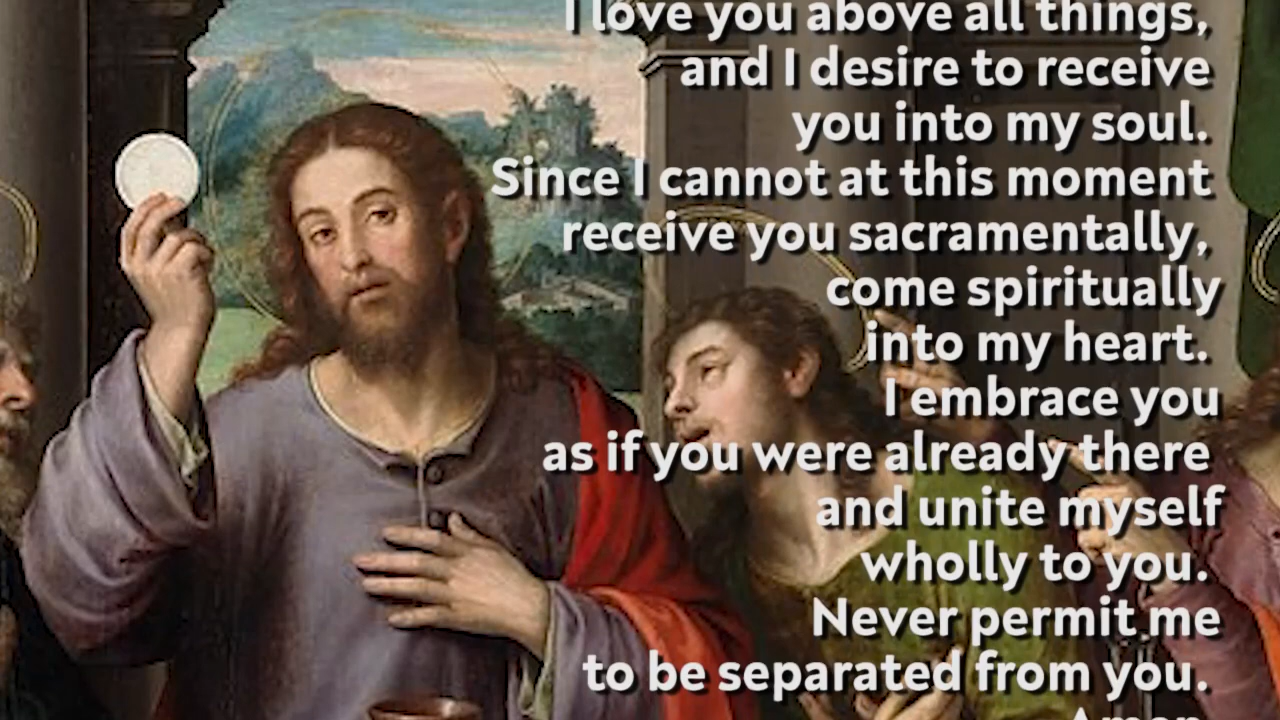 I love you above all things,
and I desire to receive
you into my soul.
Since I cannot at this moment
receive you sacramentally,
come spiritually
into my heart.
I embrace you
as if you were already there
and unite myself
wholly to you.
Never permit me
to be separated from you.